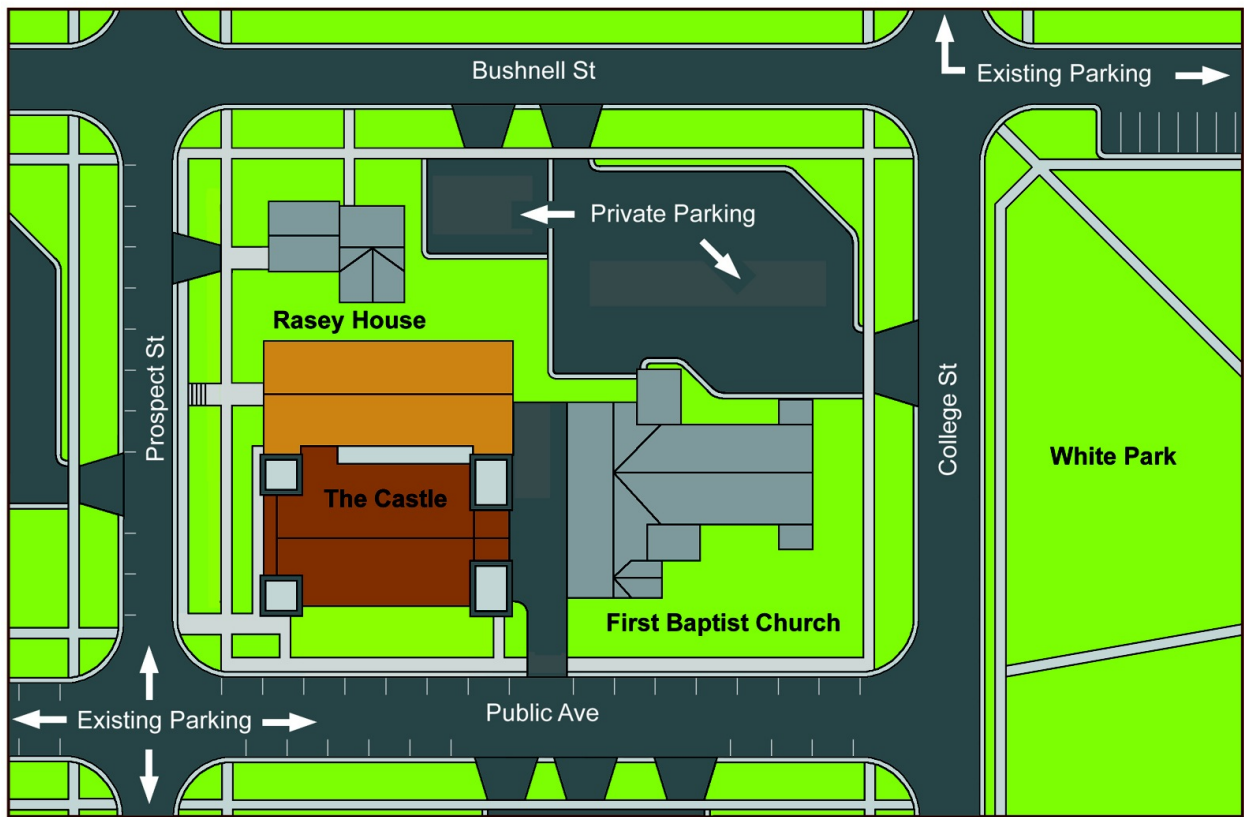 Bushnell St
Existing Parking
Private Parking
Rasey House
Prospect St
College St
White Park
The Castle
First Baptist Church
Public Ave
Existing Parking